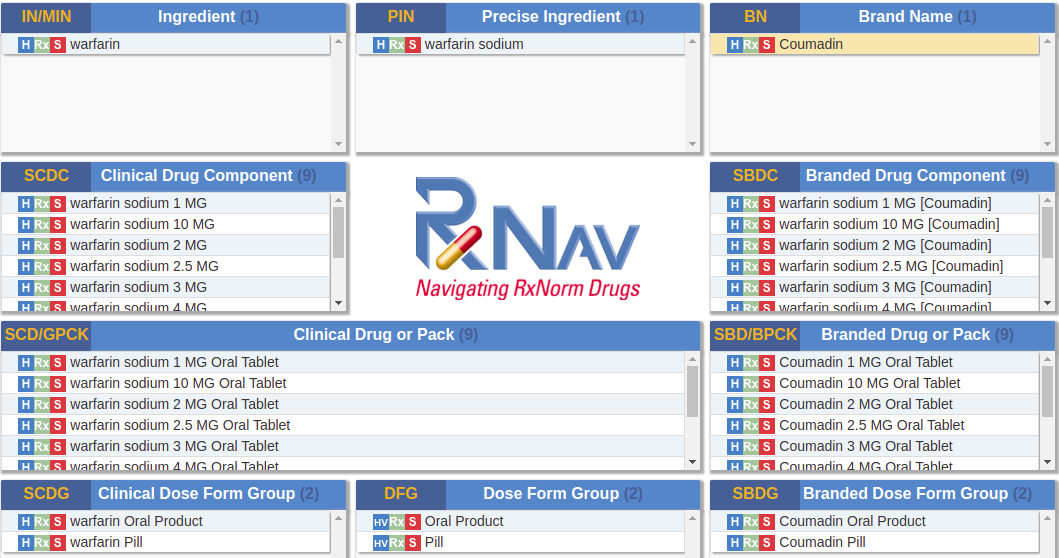 IN/MIN Ingredient (1)
H Rx S warfarin
PIN Precise Ingredient (1)
H Rx S warfarin sodium
BN Brand Name (1)
H Rx S Coumadin
SCDC Clinical Drug Component (9)
H Rx S warfarin sodium 1 MG
H Rx S warfarin sodium 10 MG
H Rx S warfarin sodium 2 MG
H Rx S warfarin sodium 2.5 MG
H Rx S warfarin sodium 3 MG
H Rx S warfarin sodium 4 MG
RxNav
Navigating RxNorm Drugs
SBDC Branded Drug Component (9)
H Rx S warfarin sodium 1 MG [Coumadin]
H Rx S warfarin sodium 10 MG [Coumadin]
H Rx S warfarin sodium 2 MG [Coumadin]
H Rx S warfarin sodium 2.5 MG [Coumadin]
H Rx S warfarin sodium 3 MG [Coumadin]
H Rx S warfarin sodium 4 MG [Coumadin]
SCD/GPCK Clinical Drug or Pack (9)
H Rx S warfarin sodium 1 MG Oral Tablet
H Rx S warfarin sodium 10 MG Oral Tablet
H Rx S warfarin sodium 2 MG Oral Tablet
H Rx S warfarin sodium 2.5 MG Oral Tablet
H Rx S warfarin sodium 3 MG Oral Tablet
H Rx S warfarin sodium 4 MG Oral Tablet
SBD/BPCK Branded Drug or Pack (9)
H Rx S Coumadin 1 MG Oral Tablet
H Rx S Coumadin 10 MG Oral Tablet
H Rx S Coumadin 2 MG Oral Tablet
H Rx S Coumadin 2.5 MG Oral Tablet
H Rx S Coumadin 3 MG Oral Tablet
H Rx S Coumadin 4 MG Oral Tablet
SCDG Clinical Dose Form Group (2)
H Rx S warfarin Oral Product
H Rx S warfarin Pill
DFG Dose Form Group (2)
HV Rx S Oral Product
HV Rx S Pill
SBDG Branded Dose Form Group (2)
H Rx S Coumadin Oral Product
H Rx S Coumadin Pill